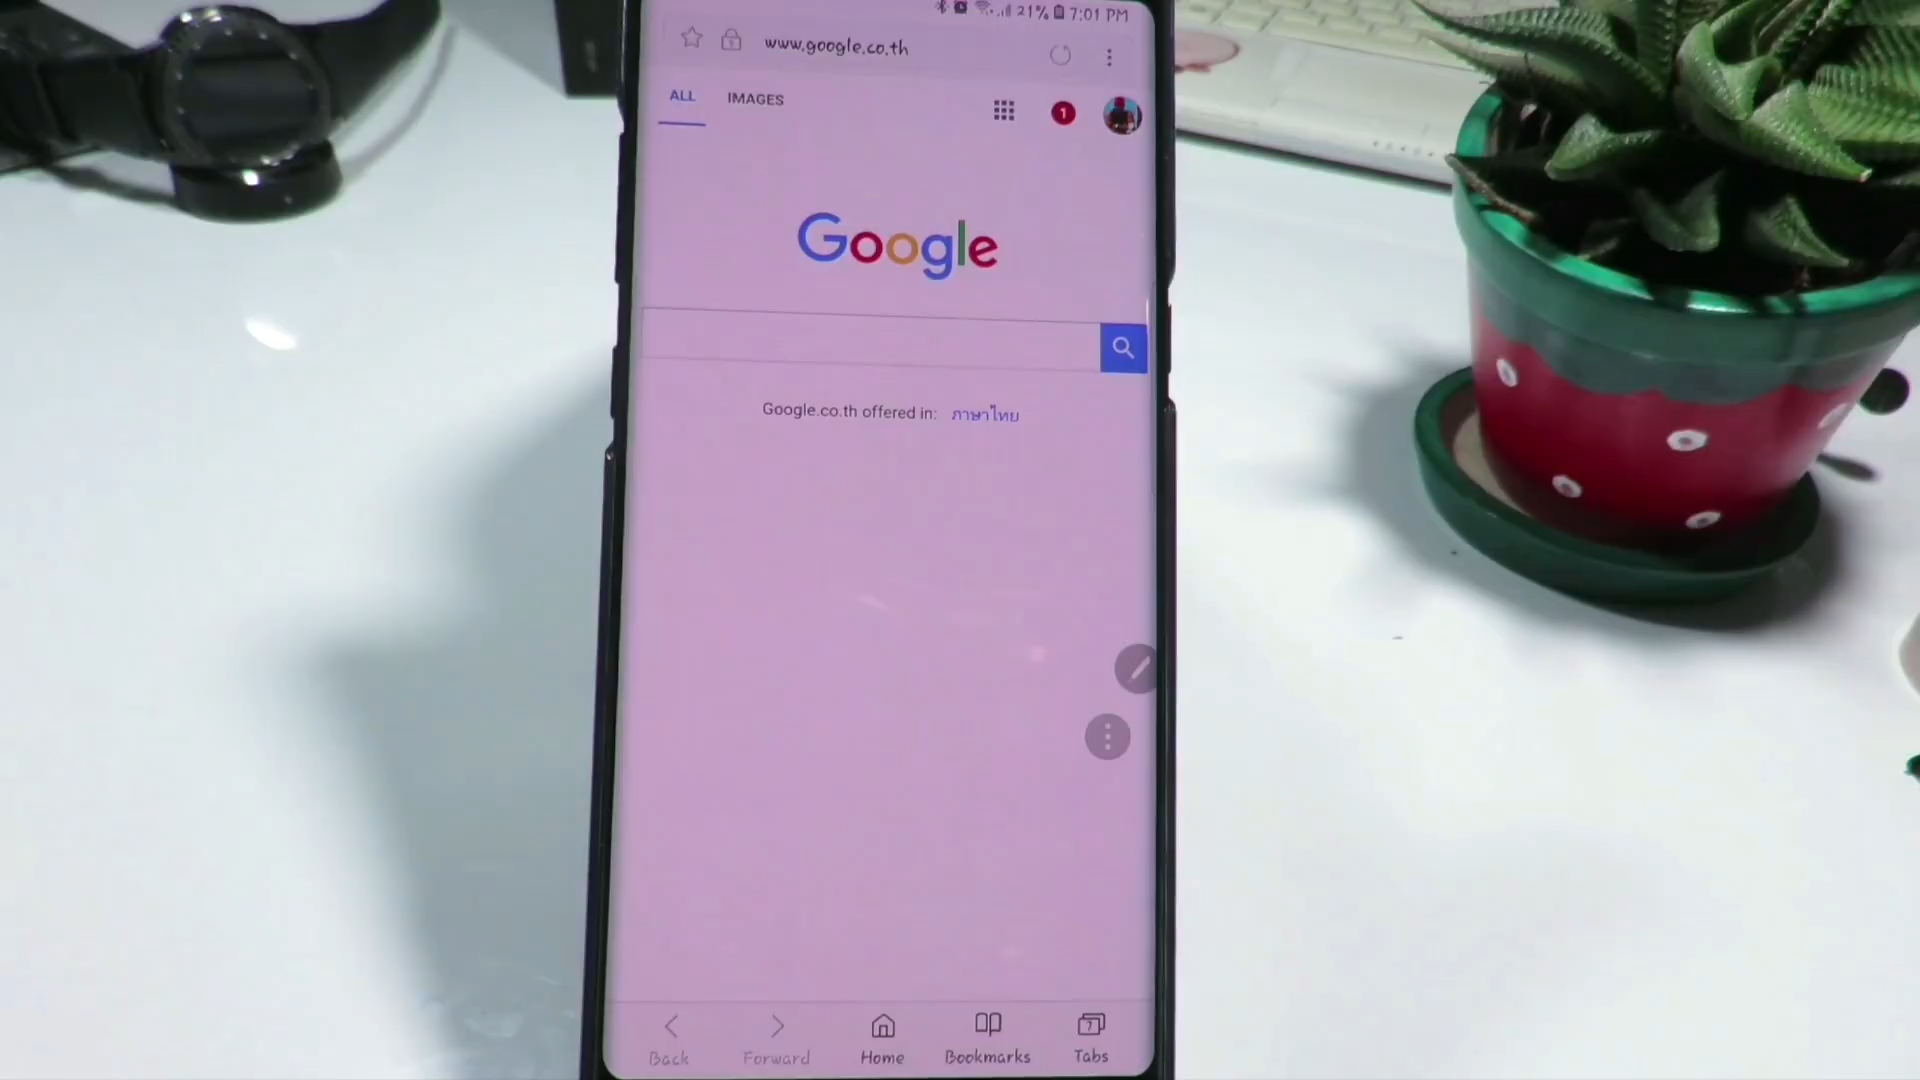 21% 7:01 PM
www.google.co.th
ALL IMAGES 1
Google
Google.co.th offered in: ภาษาไทย
7
Back Forward Home Bookmarks Tabs